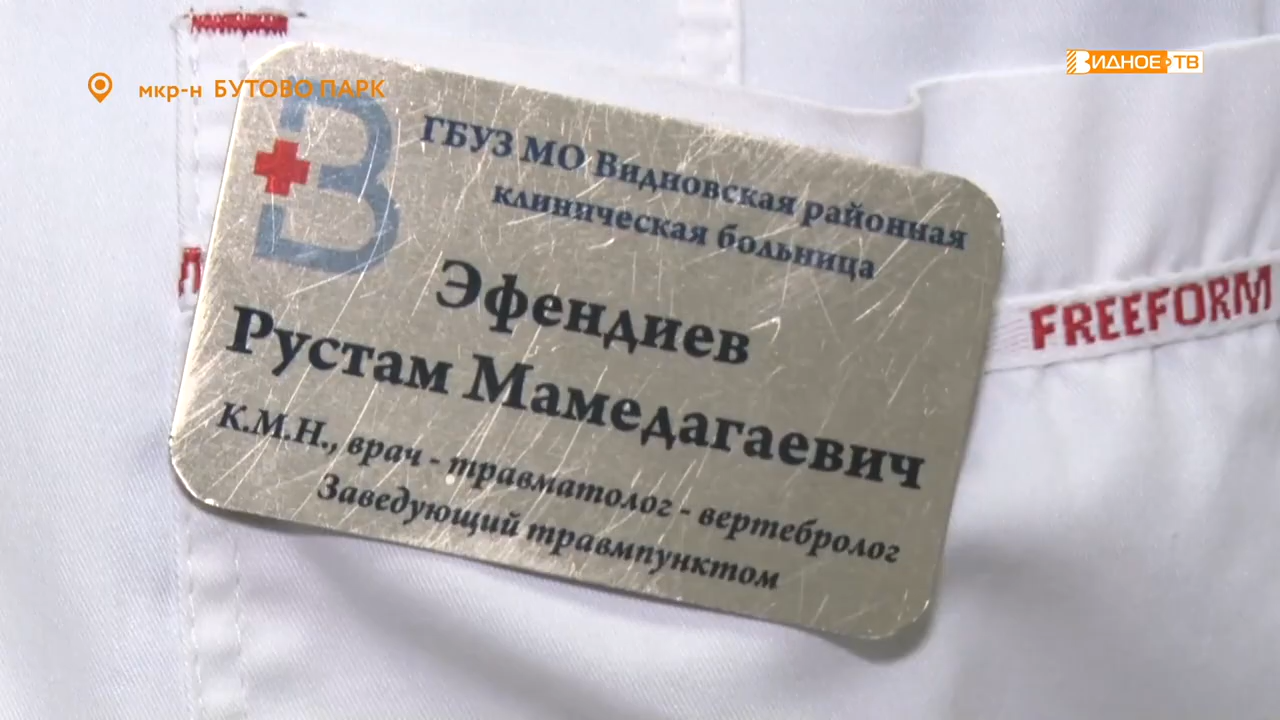 мкр-н БУТОВО ПАРК
ВИДНОЕ ТВ
ГБУЗ МО Видновская районная
клиническая больница
Эфендиев
Рустам Мамедагаевич
К.М.Н., врач - травматолог - вертебролог
Заведующий травмпунктом
FREEFORM